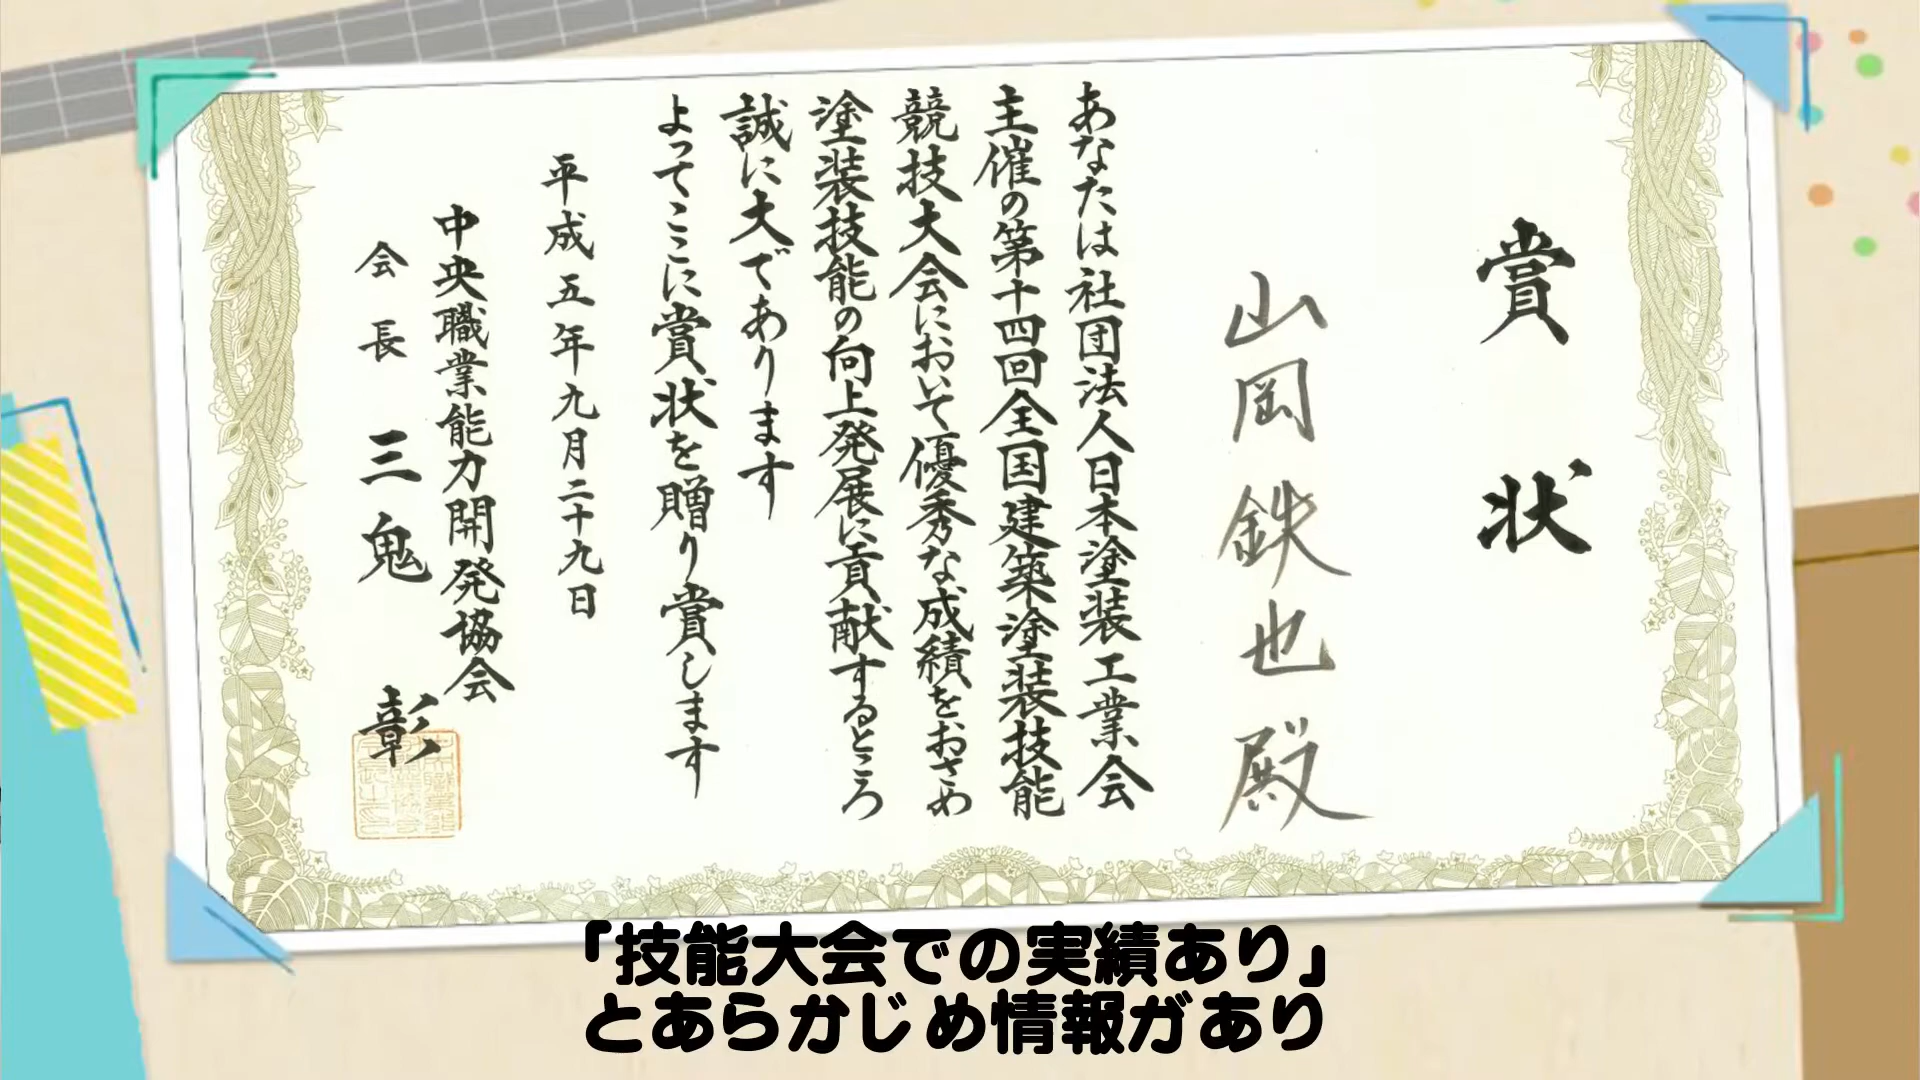 賞状
山岡鉄也殿
あなたは社団法人日本塗装工業会
主催の第十四回全国建築塗装技能
競技大会において優秀な成績をおさめ
塗装技能の向上発展に貢献するところ
誠に大であります
よってここに賞状を贈り賞します
平成五年九月二十九日
中央職業能力開発協会
会長 三鬼 彰
「技能大会での実績あり」
とあらかじめ情報があり